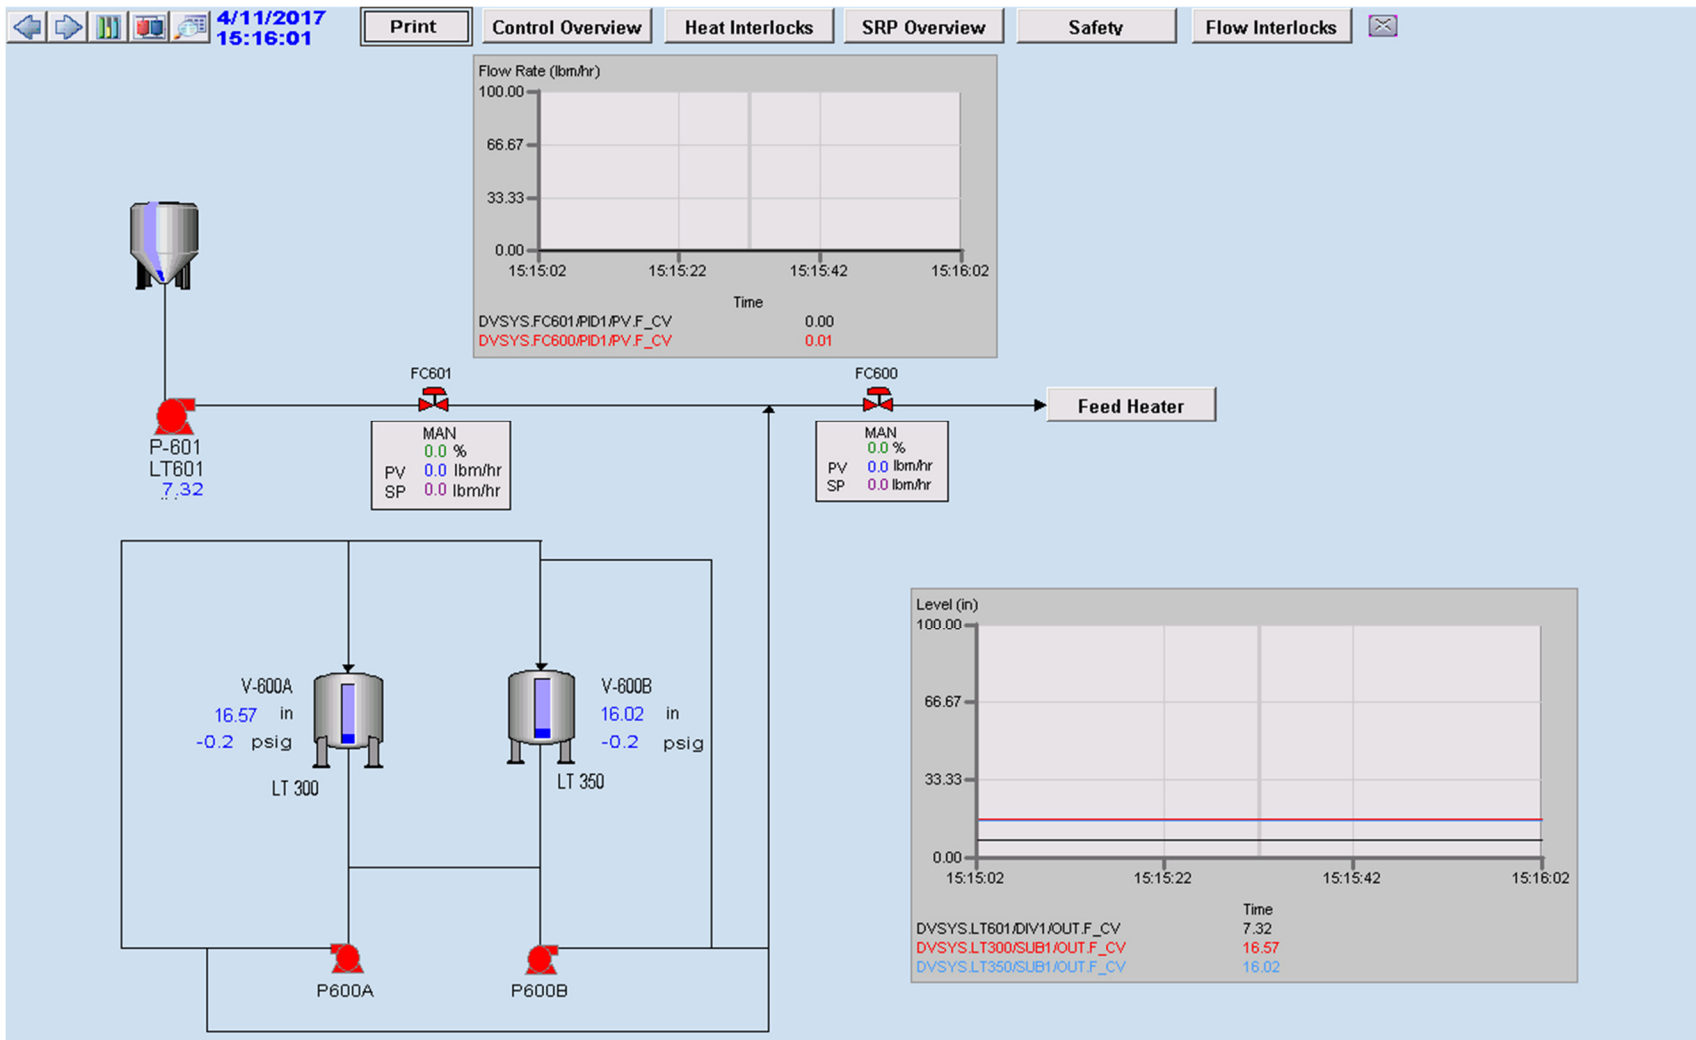 4/11/2017
15:16:01
Print
Control Overview
Heat Interlocks
SRP Overview
Safety
Flow Interlocks
Flow Rate (lbm/hr)
100.00
66.67
33.33
0.00
15:15:02 15:15:22 15:15:42 15:16:02
Time
DVSYS.FC601/PID1/PV.F_CV 0.00
DVSYS.FC600/PID1/PV.F_CV 0.01
FC601
FC600
Feed Heater
P-601
LT601
7.32
MAN
0.0 %
PV 0.0 lbm/hr
SP 0.0 lbm/hr
MAN
0.0 %
PV 0.0 lbm/hr
SP 0.0 lbm/hr
V-600A
16.57 in
-0.2 psig
LT 300
V-600B
16.02 in
-0.2 psig
LT 350
P600A
P600B
Level (in)
100.00
66.67
33.33
0.00
15:15:02 15:15:22 15:15:42 15:16:02
Time
DVSYS.LT601/DIV1/OUT.F_CV 7.32
DVSYS.LT300/SUB1/OUT.F_CV 16.57
DVSYS.LT350/SUB1/OUT.F_CV 16.02